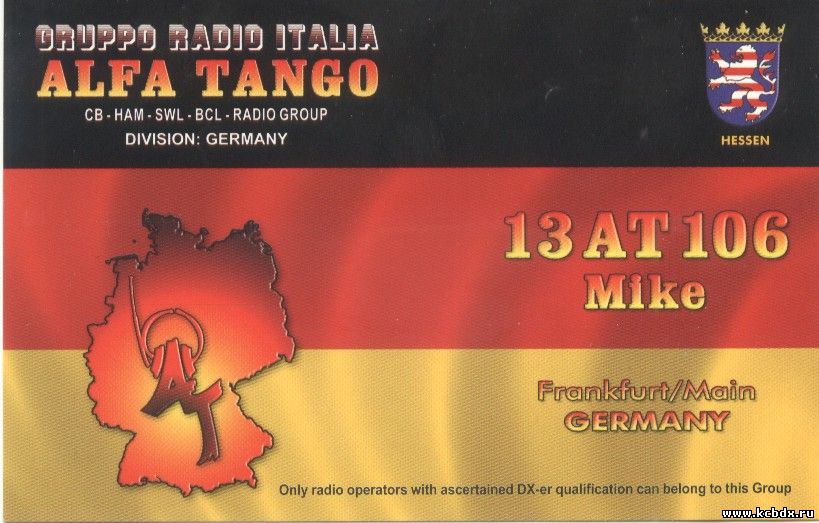 GRUPPO RADIO ITALIA
ALFA TANGO
CB - HAM - SWL - BCL - RADIO GROUP
DIVISION: GERMANY
HESSEN
13 AT 106
Mike
AT
Frankfurt/Main
GERMANY
Only radio operators with ascertained DX-er qualification can belong to this Group
www.kcbdx.ru